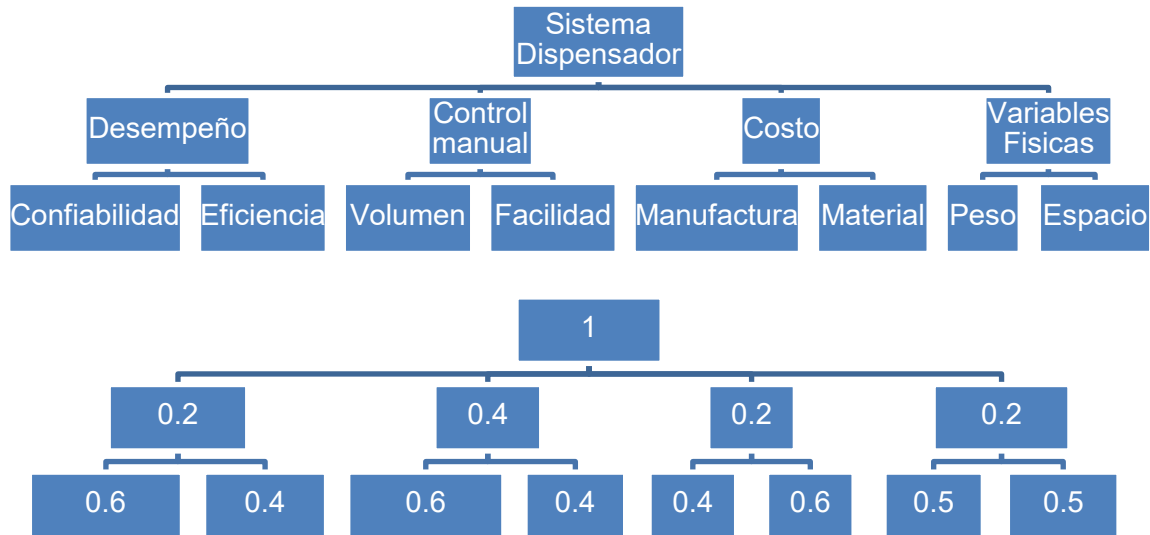 Sistema
Dispensador
Desempeño
Control
manual
Costo
Variables
Fisicas
Confiabilidad
Eficiencia
Volumen
Facilidad
Manufactura
Material
Peso
Espacio
1
0.2
0.4
0.2
0.2
0.6
0.4
0.6
0.4
0.4
0.6
0.5
0.5